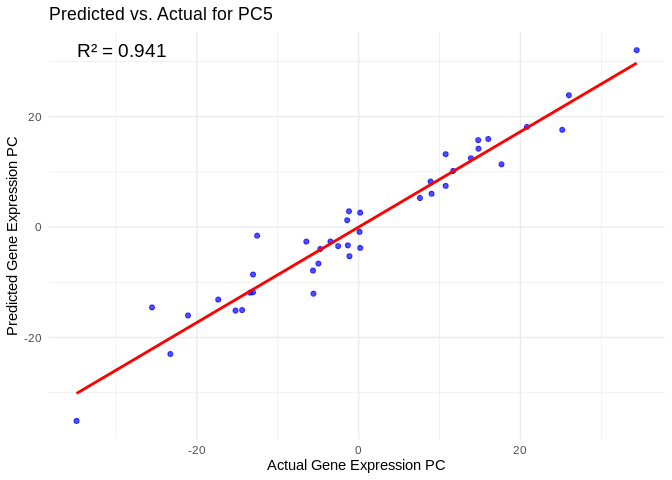 Predicted vs. Actual for PC5
R² = 0.941
Predicted Gene Expression PC
20
0
-20
-20
0
20
Actual Gene Expression PC